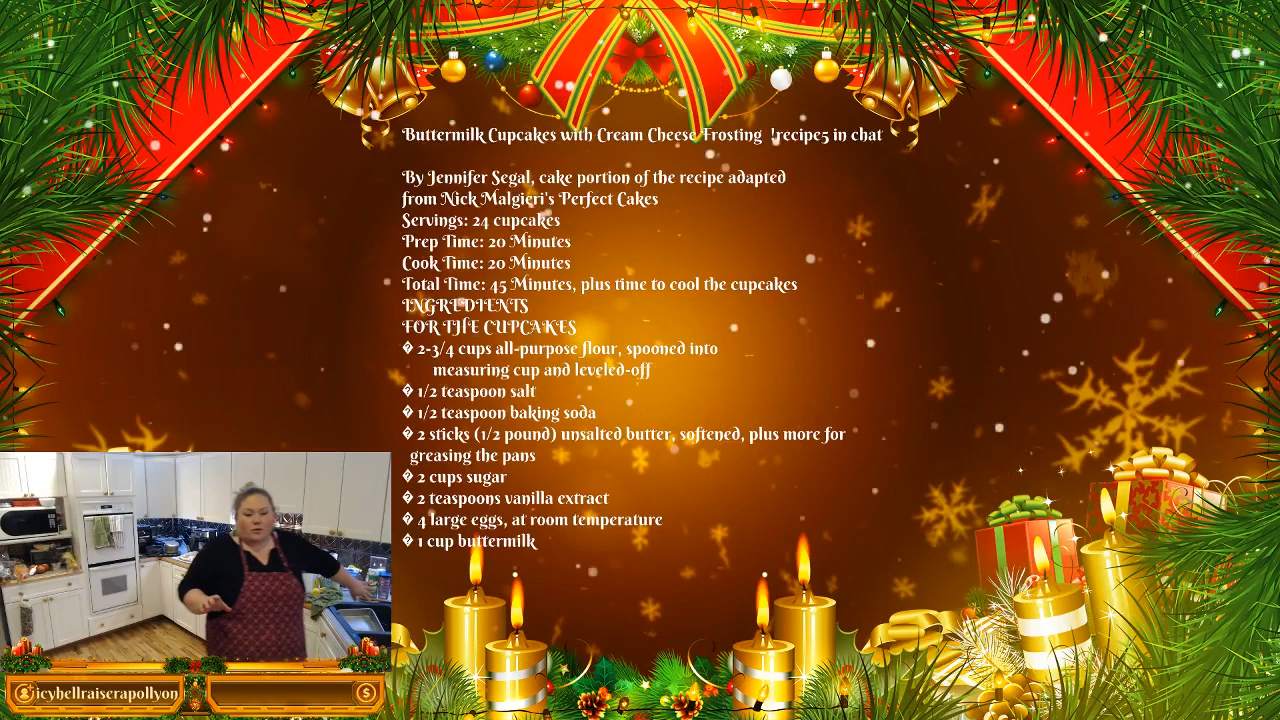 Buttermilk Cupcakes with Cream Cheese Frosting !recipe5 in chat
By Jennifer Segal, cake portion of the recipe adapted
from Nick Malgieri's Perfect Cakes
Servings: 24 cupcakes
Prep Time: 20 Minutes
Cook Time: 20 Minutes
Total Time: 45 Minutes, plus time to cool the cupcakes
INGREDIENTS
FOR THE CUPCAKES
� 2-3/4 cups all-purpose flour, spooned into
measuring cup and leveled-off
� 1/2 teaspoon salt
� 1/2 teaspoon baking soda
� 2 sticks (1/2 pound) unsalted butter, softened, plus more for
greasing the pans
� 2 cups sugar
� 2 teaspoons vanilla extract
� 4 large eggs, at room temperature
� 1 cup buttermilk
icyhellraiserapollyon
$